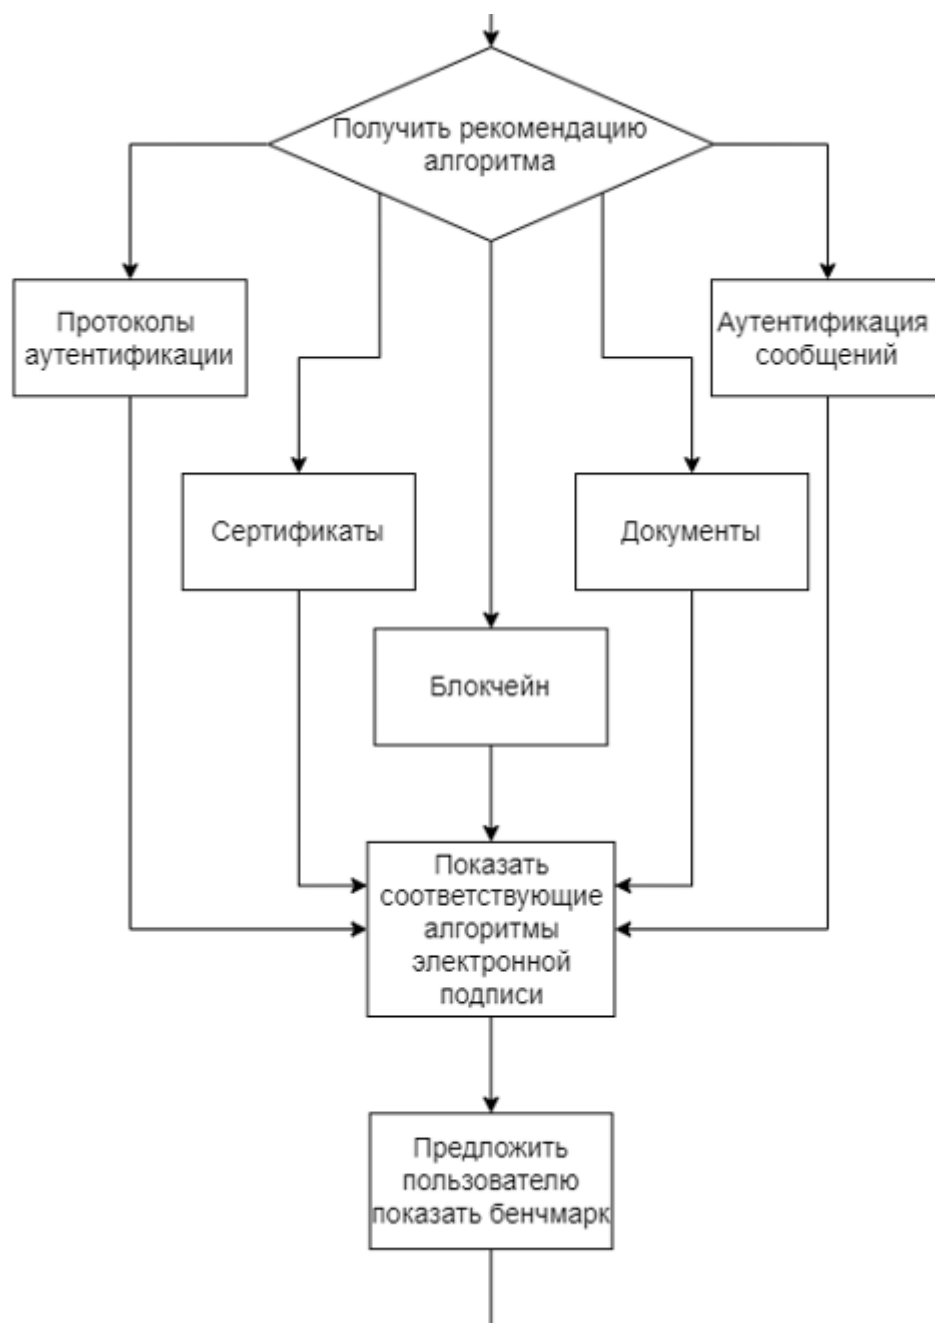 Получить рекомендацию
алгоритма
Протоколы
аутентификации
Аутентификация
сообщений
Сертификаты
Документы
Блокчейн
Показать
соответствующие
алгоритмы
электронной
подписи
Предложить
пользователю
показать бенчмарк